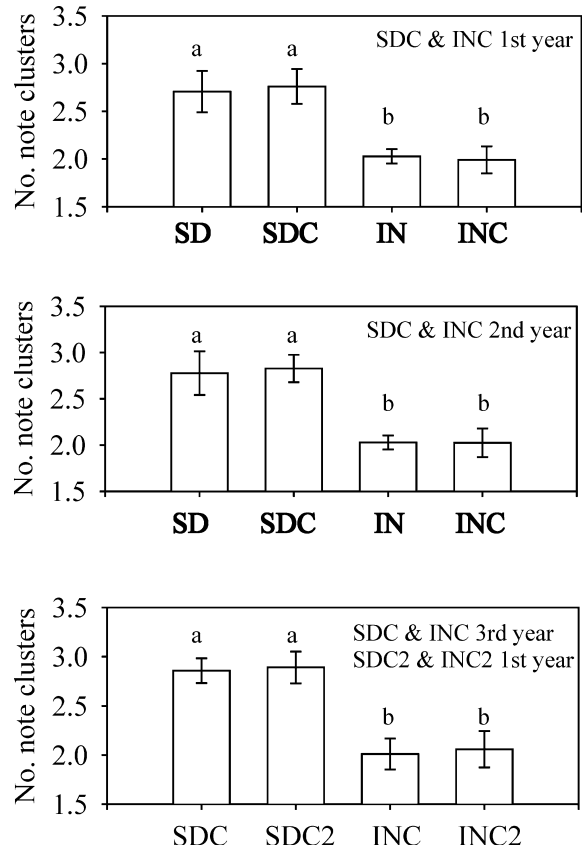 SDC & INC 1st year
No. note clusters
3.5
3.0
2.5
2.0
1.5
a
a
b
b
SD SDC IN INC
SDC & INC 2nd year
No. note clusters
3.5
3.0
2.5
2.0
1.5
a
a
b
b
SD SDC IN INC
SDC & INC 3rd year
SDC2 & INC2 1st year
No. note clusters
3.5
3.0
2.5
2.0
1.5
a
a
b
b
SDC SDC2 INC INC2